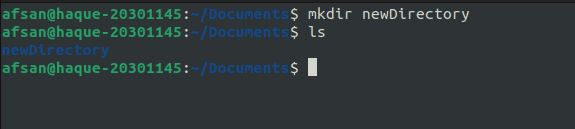 afsan@haque-20301145:~/Documents$ mkdir newDirectory
afsan@haque-20301145:~/Documents$ ls
newDirectory
afsan@haque-20301145:~/Documents$